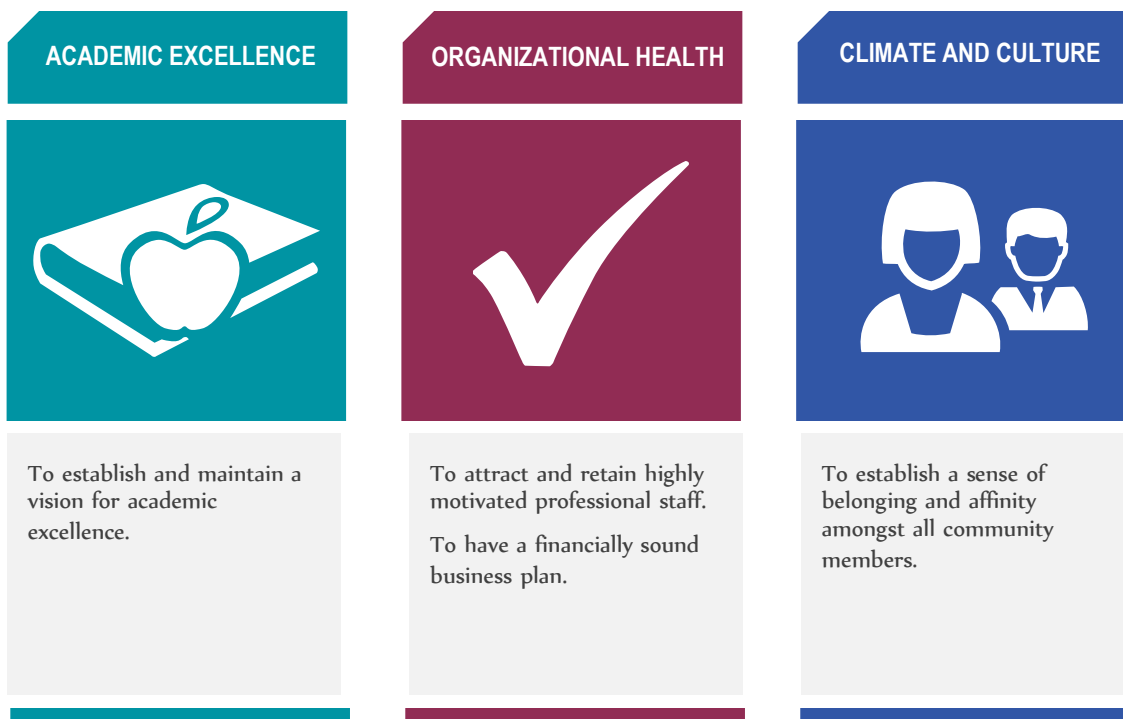 ACADEMIC EXCELLENCE
To establish and maintain a
vision for academic
excellence.
ORGANIZATIONAL HEALTH
To attract and retain highly
motivated professional staff.
To have a financially sound
business plan.
CLIMATE AND CULTURE
To establish a sense of
belonging and affinity
amongst all community
members.